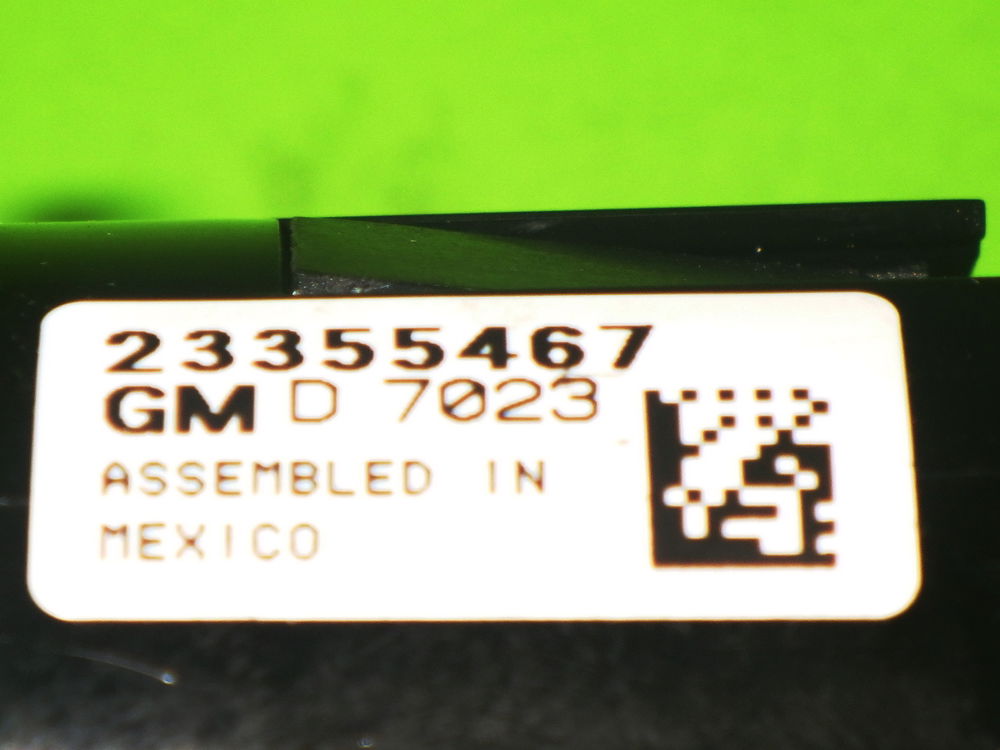 23355467
GM D 7023
ASSEMBLED IN
MEXICO